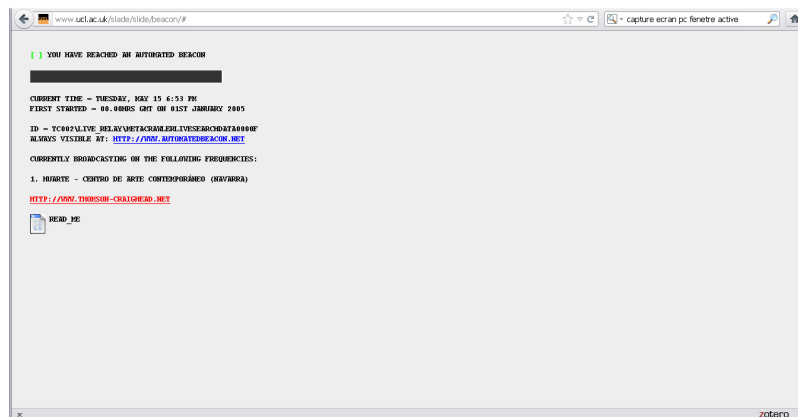 www.ucl.ac.uk/slade/slide/beacon/#
capture ecran pc fenetre active
[ ] YOU HAVE REACHED AN AUTOMATED BEACON
CURRENT TIME – TUESDAY, MAY 15 6:53 PM
FIRST STARTED – 00.00HRS GMT ON 01ST JANUARY 2005
ID – TC002\LIVE_RELAY\METACRAWLERLIVESEARCHDATA0000F
ALWAYS VISIBLE AT: HTTP://WWW.AUTOMATEDBEACON.NET
CURRENTLY BROADCASTING ON THE FOLLOWING FREQUENCIES:
1. HUARTE - CENTRO DE ARTE CONTEMPORÁNEO (NAVARRA)
HTTP://WWW.THOMSON-CRAIGHEAD.NET
READ_ME
zotero